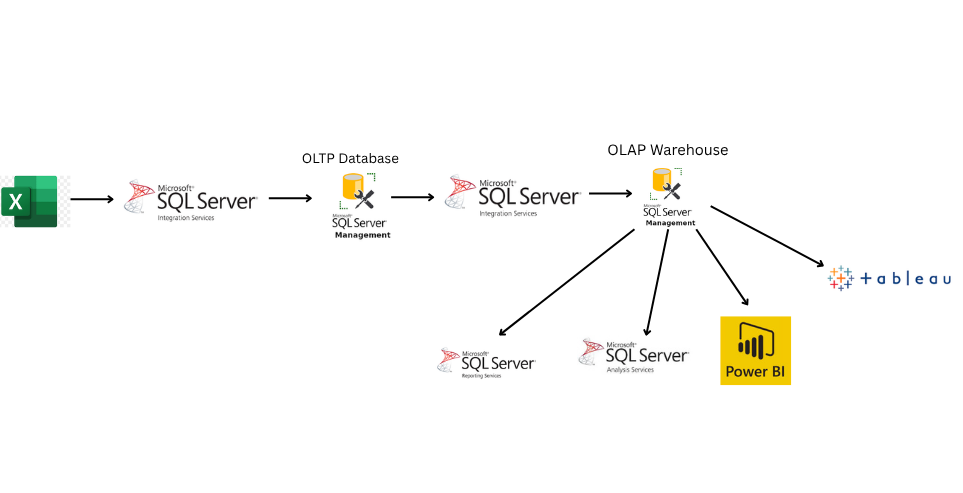 OLTP Database
OLAP Warehouse
X
Microsoft®
SQL Server®
Integration Services
Microsoft®
SQL Server
Management
Microsoft®
SQL Server®
Integration Services
Microsoft®
SQL Server
Management
+ableau
Microsoft®
SQL Server®
Reporting Services
Microsoft®
SQL Server®
Analysis Services
Power BI